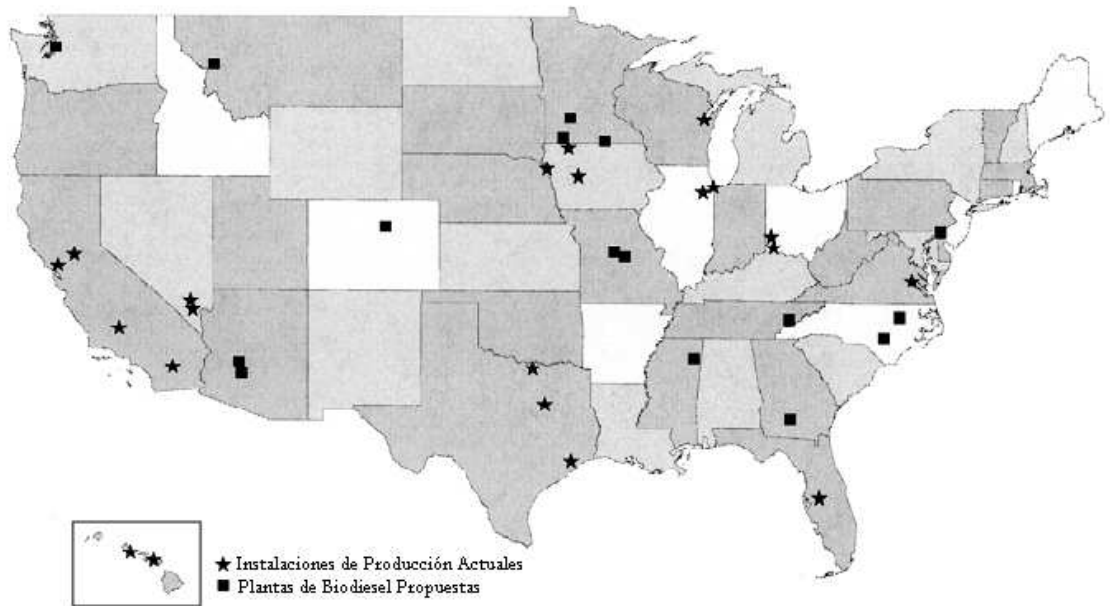 Instalaciones de Producción Actuales
Plantas de Biodiesel Propuestas